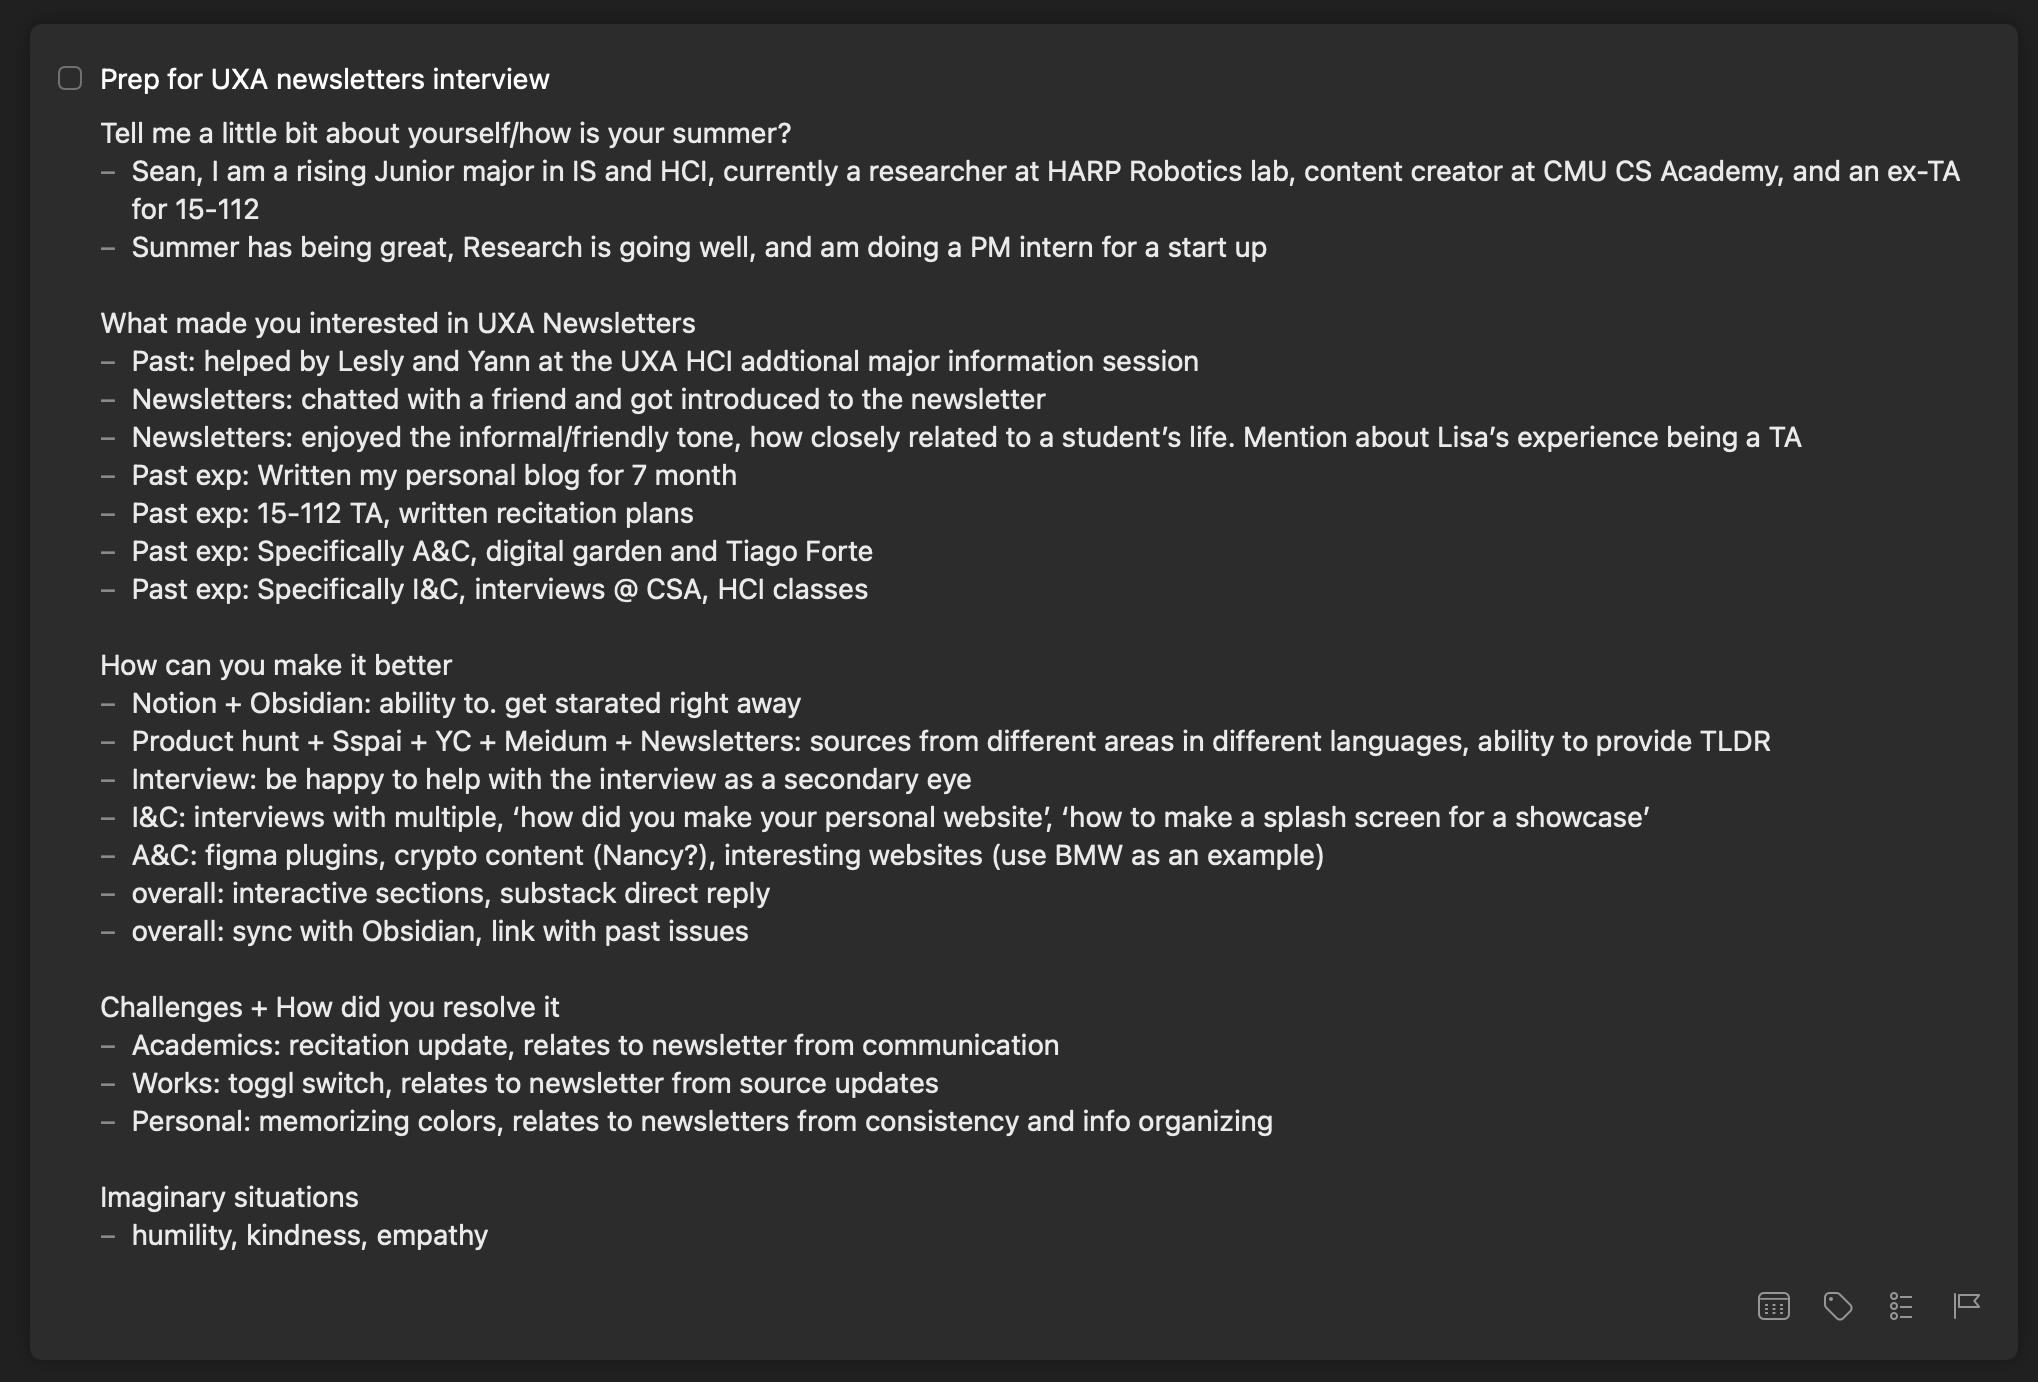 Prep for UXA newsletters interview
Tell me a little bit about yourself/how is your summer?
– Sean, I am a rising Junior major in IS and HCI, currently a researcher at HARP Robotics lab, content creator at CMU CS Academy, and an ex-TA
for 15-112
– Summer has being great, Research is going well, and am doing a PM intern for a start up
What made you interested in UXA Newsletters
– Past: helped by Lesly and Yann at the UXA HCI addtional major information session
– Newsletters: chatted with a friend and got introduced to the newsletter
– Newsletters: enjoyed the informal/friendly tone, how closely related to a student’s life. Mention about Lisa’s experience being a TA
– Past exp: Written my personal blog for 7 month
– Past exp: 15-112 TA, written recitation plans
– Past exp: Specifically A&C, digital garden and Tiago Forte
– Past exp: Specifically I&C, interviews @ CSA, HCI classes
How can you make it better
– Notion + Obsidian: ability to. get starated right away
– Product hunt + Sspai + YC + Meidum + Newsletters: sources from different areas in different languages, ability to provide TLDR
– Interview: be happy to help with the interview as a secondary eye
– I&C: interviews with multiple, ‘how did you make your personal website’, ‘how to make a splash screen for a showcase’
– A&C: figma plugins, crypto content (Nancy?), interesting websites (use BMW as an example)
– overall: interactive sections, substack direct reply
– overall: sync with Obsidian, link with past issues
Challenges + How did you resolve it
– Academics: recitation update, relates to newsletter from communication
– Works: toggl switch, relates to newsletter from source updates
– Personal: memorizing colors, relates to newsletters from consistency and info organizing
Imaginary situations
– humility, kindness, empathy